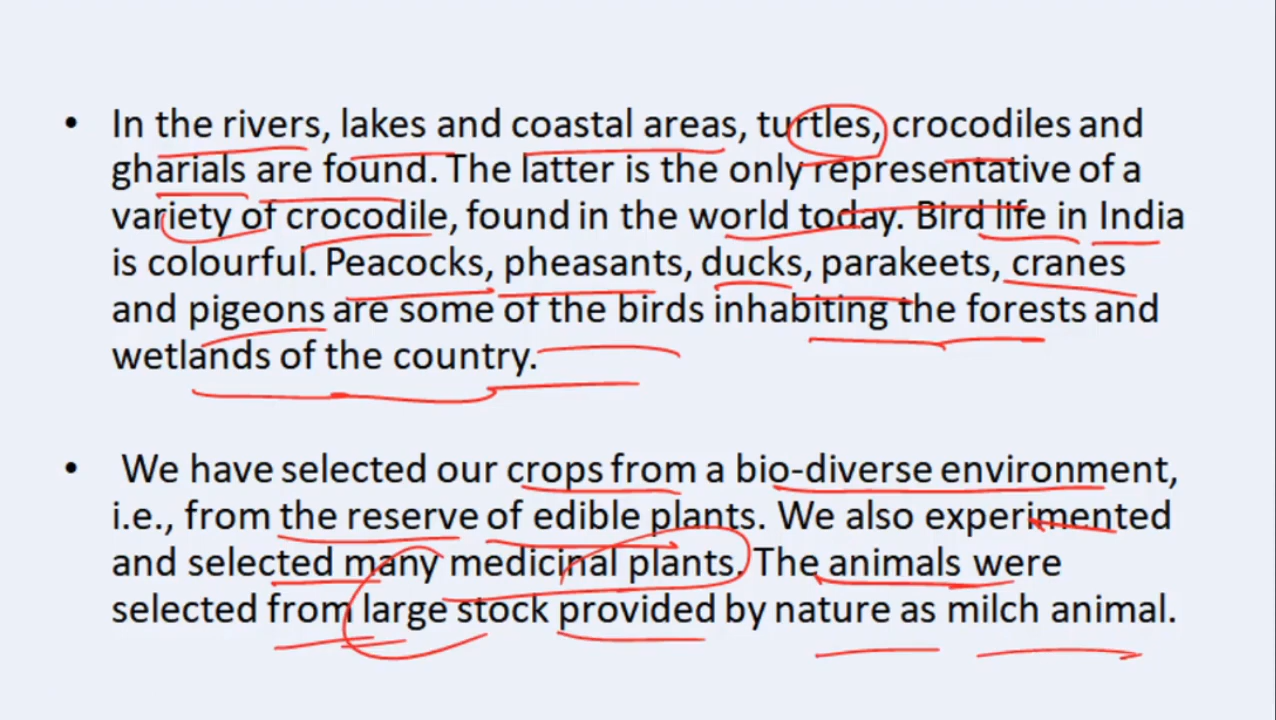 • In the rivers, lakes and coastal areas, turtles, crocodiles and
gharials are found. The latter is the only representative of a
variety of crocodile, found in the world today. Bird life in India
is colourful. Peacocks, pheasants, ducks, parakeets, cranes
and pigeons are some of the birds inhabiting the forests and
wetlands of the country.
• We have selected our crops from a bio-diverse environment,
i.e., from the reserve of edible plants. We also experimented
and selected many medicinal plants. The animals were
selected from large stock provided by nature as milch animal.